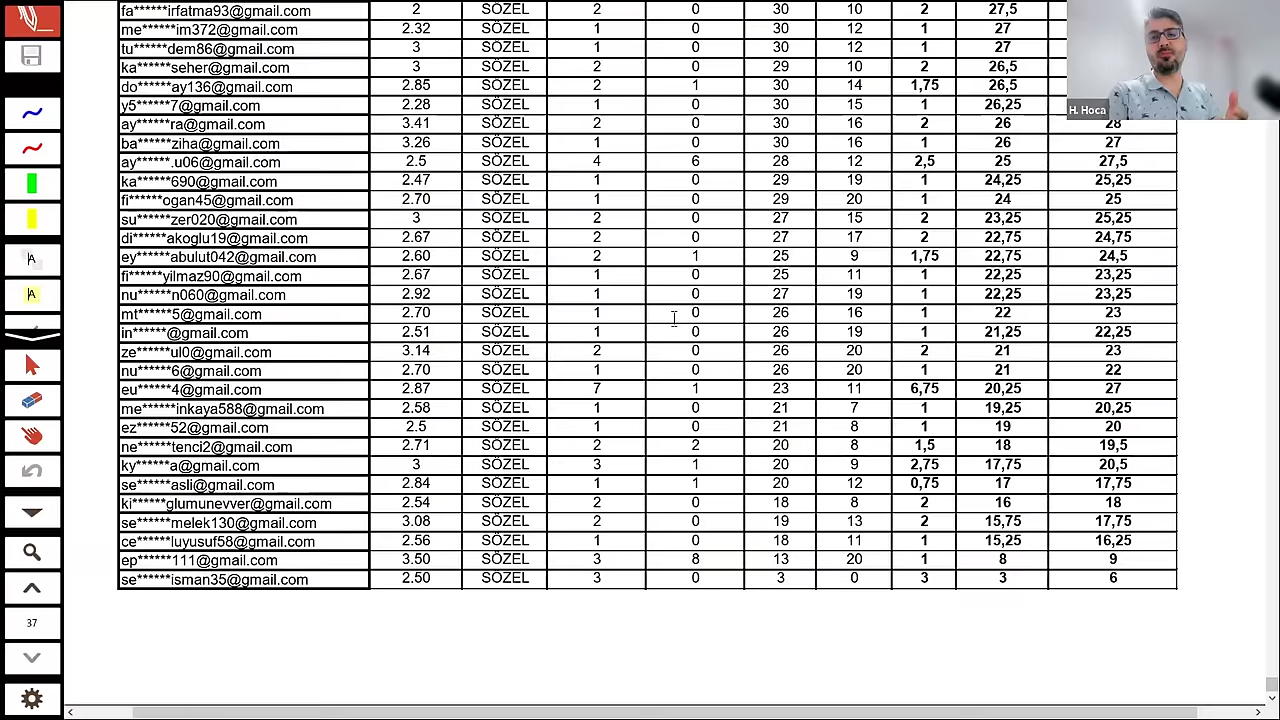 fa******irfatma93@gmail.com 2 SÖZEL 2 0 30 10 2 27,5
me******im372@gmail.com 2.32 SÖZEL 1 0 30 12 1 27
tu******dem86@gmail.com 3 SÖZEL 1 0 30 12 1 27
ka******seher@gmail.com 3 SÖZEL 2 0 29 10 2 26,5
do******ay136@gmail.com 2.85 SÖZEL 2 1 30 14 1,75 26,5
y5******7@gmail.com 2.28 SÖZEL 1 0 30 15 1 26,25
H. Hoca
ay******ra@gmail.com 3.41 SÖZEL 2 0 30 16 2 26 28
ba******ziha@gmail.com 3.26 SÖZEL 1 0 30 16 1 26 27
ay******.u06@gmail.com 2.5 SÖZEL 4 6 28 12 2,5 25 27,5
ka******690@gmail.com 2.47 SÖZEL 1 0 29 19 1 24,25 25,25
fi******ogan45@gmail.com 2.70 SÖZEL 1 0 29 20 1 24 25
su******zer020@gmail.com 3 SÖZEL 2 0 27 15 2 23,25 25,25
di******akoglu19@gmail.com 2.67 SÖZEL 2 0 27 17 2 22,75 24,75
ey******abulut042@gmail.com 2.60 SÖZEL 2 1 25 9 1,75 22,75 24,5
fi******yilmaz90@gmail.com 2.67 SÖZEL 1 0 25 11 1 22,25 23,25
nu******n060@gmail.com 2.92 SÖZEL 1 0 27 19 1 22,25 23,25
mt******5@gmail.com 2.70 SÖZEL 1 0 26 16 1 22 23
in******@gmail.com 2.51 SÖZEL 1 0 26 19 1 21,25 22,25
ze******ul0@gmail.com 3.14 SÖZEL 2 0 26 20 2 21 23
nu******6@gmail.com 2.70 SÖZEL 1 0 26 20 1 21 22
eu******4@gmail.com 2.87 SÖZEL 7 1 23 11 6,75 20,25 27
me******inkaya588@gmail.com 2.58 SÖZEL 1 0 21 7 1 19,25 20,25
ez******52@gmail.com 2.5 SÖZEL 1 0 21 8 1 19 20
ne******tenci2@gmail.com 2.71 SÖZEL 2 2 20 8 1,5 18 19,5
ky******a@gmail.com 3 SÖZEL 3 1 20 9 2,75 17,75 20,5
se******asli@gmail.com 2.84 SÖZEL 1 1 20 12 0,75 17 17,75
ki******glumunevver@gmail.com 2.54 SÖZEL 2 0 18 8 2 16 18
se******melek130@gmail.com 3.08 SÖZEL 2 0 19 13 2 15,75 17,75
ce******luyusuf58@gmail.com 2.56 SÖZEL 1 0 18 11 1 15,25 16,25
ep******111@gmail.com 3.50 SÖZEL 3 8 13 20 1 8 9
se******isman35@gmail.com 2.50 SÖZEL 3 0 3 0 3 3 6
A
A
37